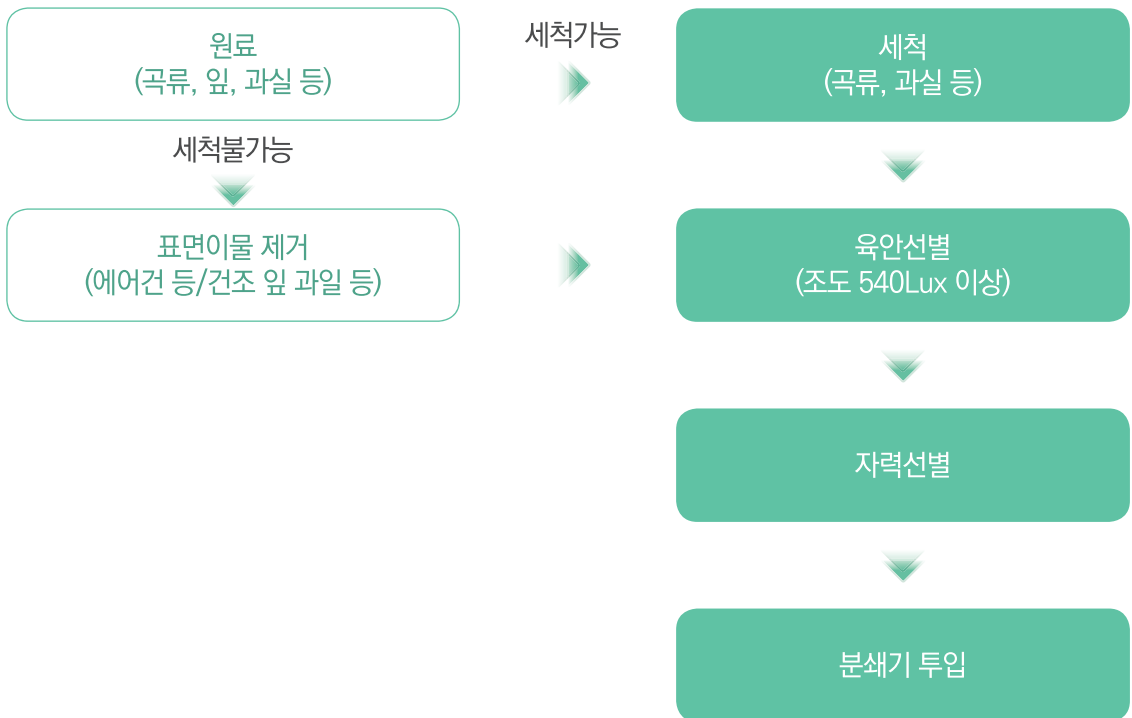 원료
(곡류, 잎, 과실 등)
세척가능
세척
(곡류, 과실 등)
세척불가능
표면이물 제거
(에어건 등/건조 잎 과일 등)
육안선별
(조도 540Lux 이상)
자력선별
분쇄기 투입